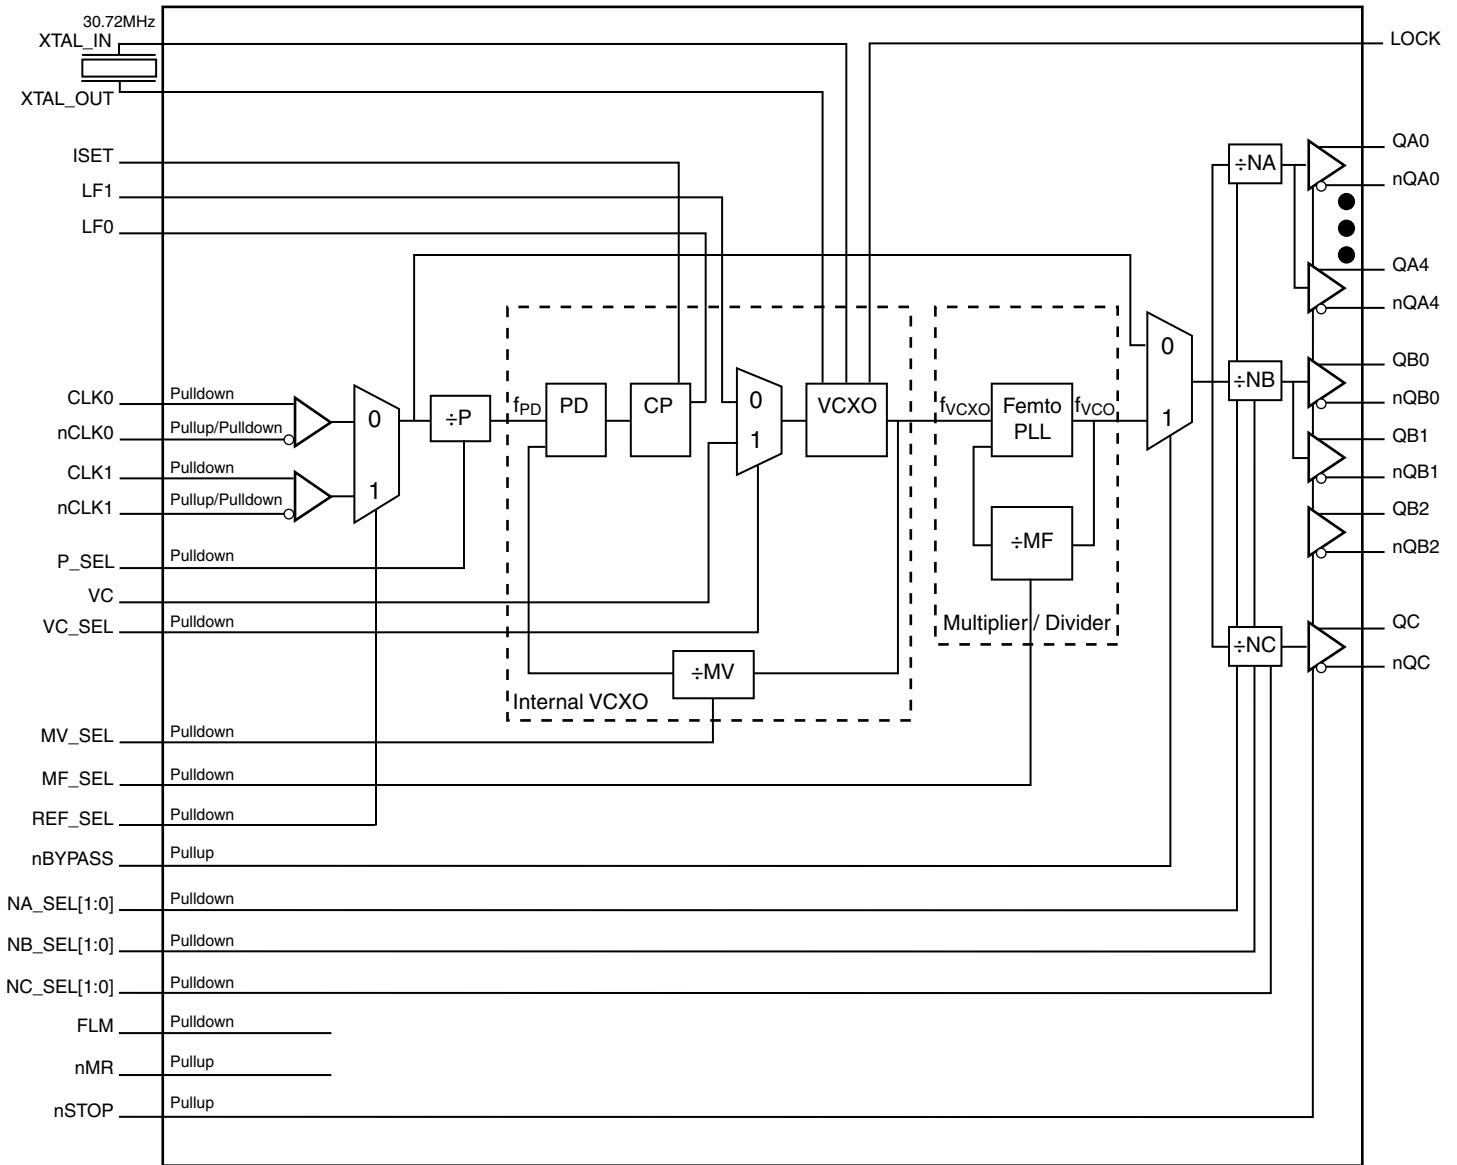 30.72MHz
XTAL_IN
XTAL_OUT
ISET
LF1
LF0
CLK0 Pulldown
nCLK0 Pullup/Pulldown
CLK1 Pulldown
nCLK1 Pullup/Pulldown
P_SEL Pulldown
VC
VC_SEL Pulldown
MV_SEL Pulldown
MF_SEL Pulldown
REF_SEL Pulldown
nBYPASS Pullup
NA_SEL[1:0] Pulldown
NB_SEL[1:0] Pulldown
NC_SEL[1:0] Pulldown
FLM Pulldown
nMR Pullup
nSTOP Pullup
0
1
÷P
fPD
PD
CP
0
1
VCXO
÷MV
Internal VCXO
fVCXO
Femto
PLL
fVCO
÷MF
Multiplier / Divider
0
1
÷NA
÷NB
÷NC
LOCK
QA0
nQA0
QA4
nQA4
QB0
nQB0
QB1
nQB1
QB2
nQB2
QC
nQC